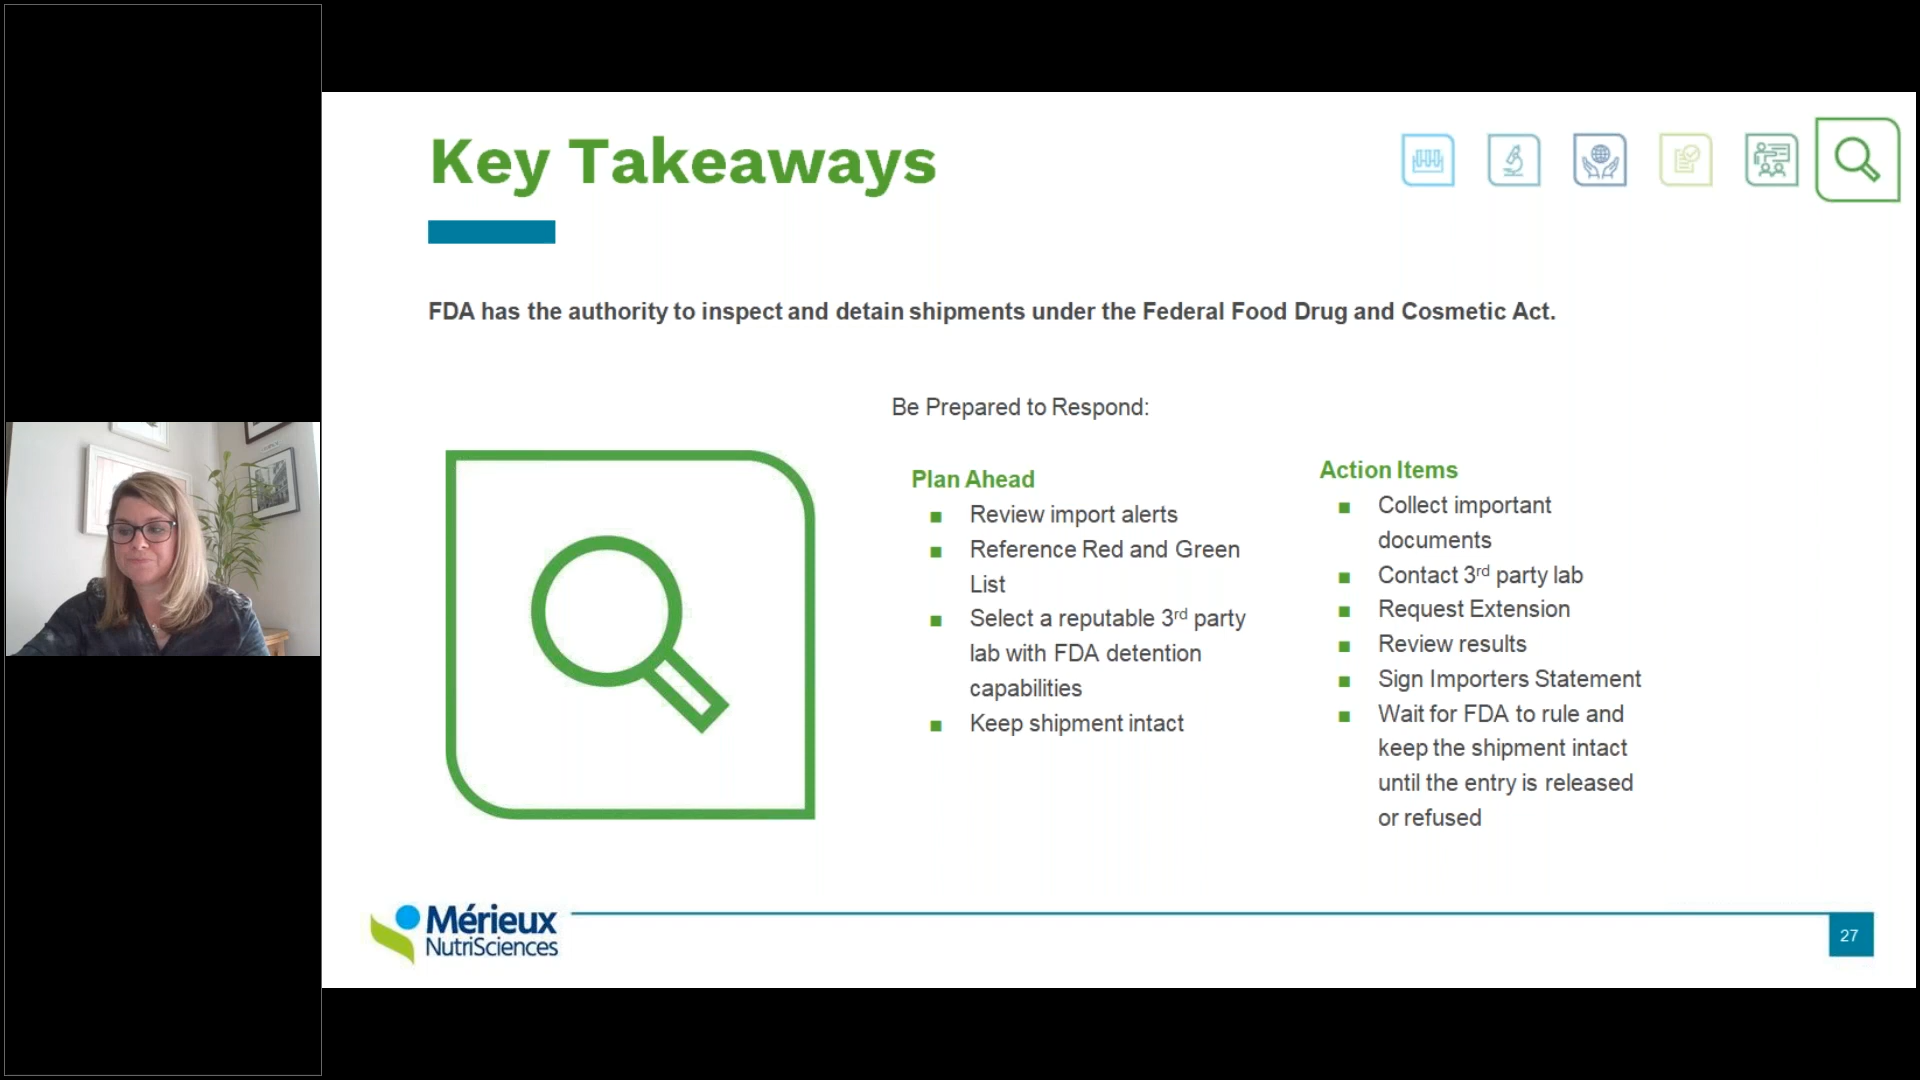 Key Takeaways
FDA has the authority to inspect and detain shipments under the Federal Food Drug and Cosmetic Act.
Be Prepared to Respond:
Plan Ahead
■ Review import alerts
■ Reference Red and Green
List
■ Select a reputable 3rd party
lab with FDA detention
capabilities
■ Keep shipment intact
Action Items
■ Collect important
documents
■ Contact 3rd party lab
■ Request Extension
■ Review results
■ Sign Importers Statement
■ Wait for FDA to rule and
keep the shipment intact
until the entry is released
or refused
Mérieux
NutriSciences
27